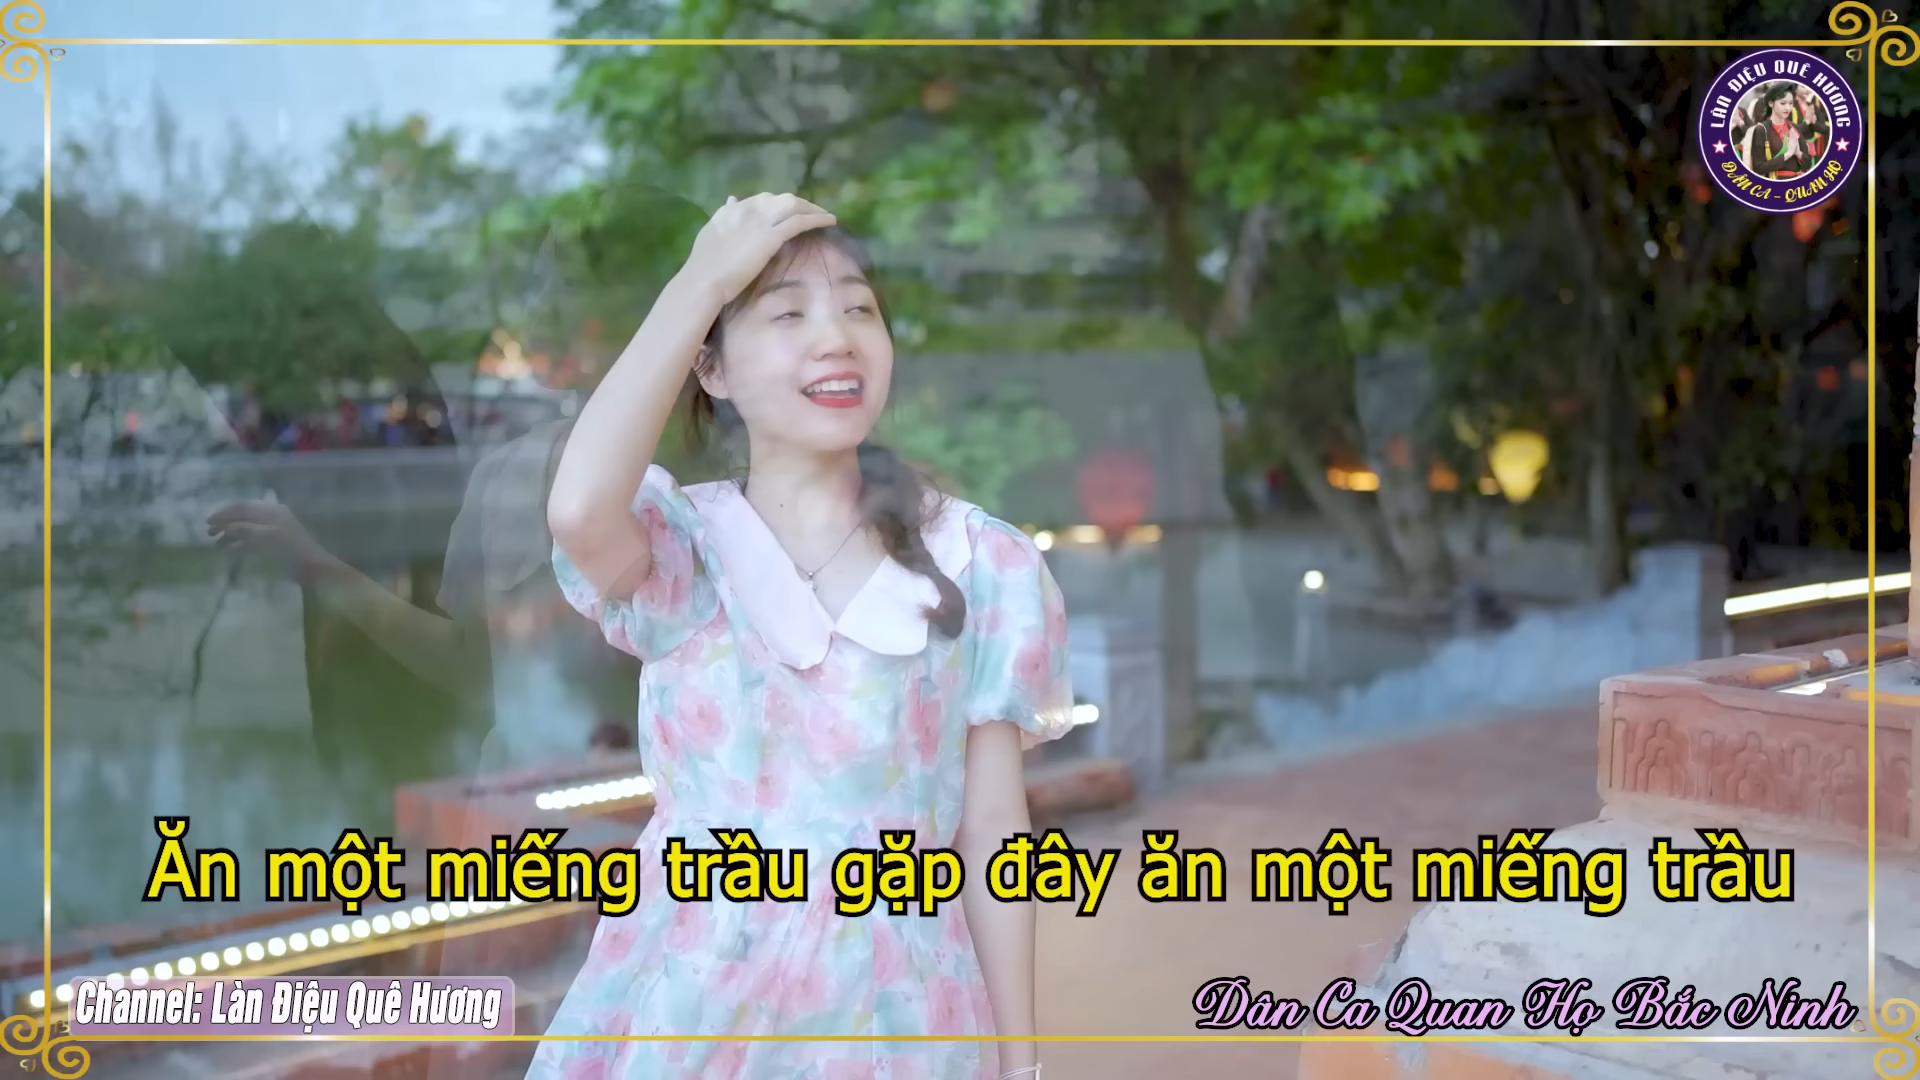 LÀN ĐIỆU QUÊ HƯƠNG
DÂN CA - QUAN HỌ
Ăn một miếng trầu gặp đây ăn một miếng trầu
Channel: Làn Điệu Quê Hương
Dân Ca Quan Họ Bắc Ninh